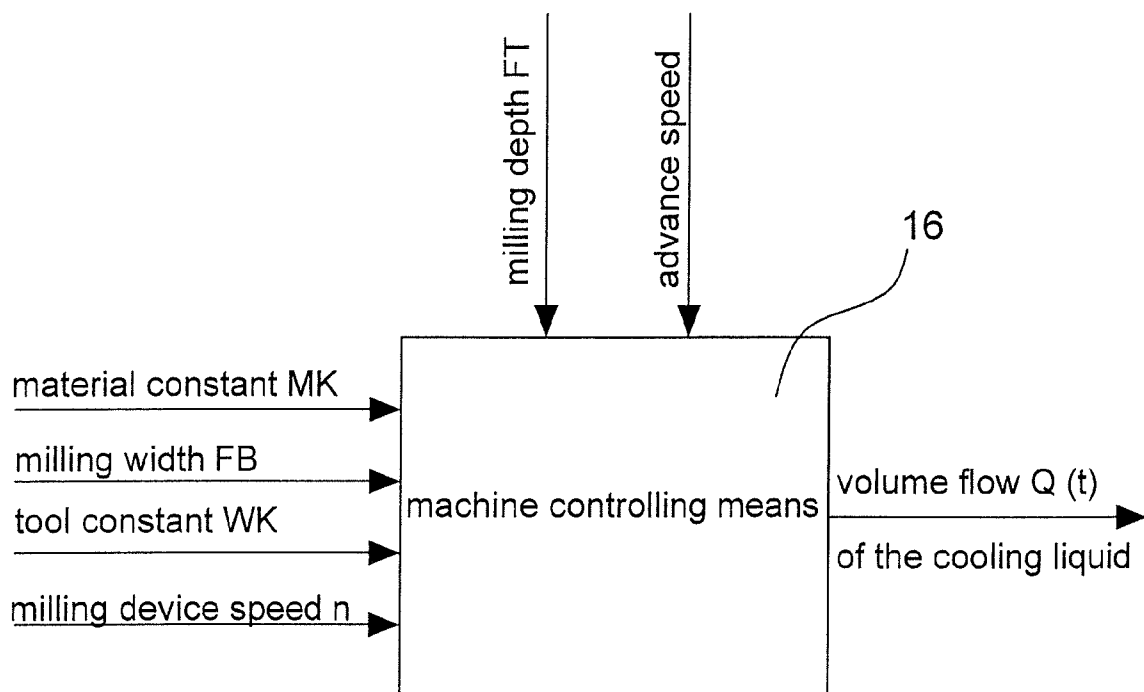 milling depth FT
advance speed
16
material constant MK
milling width FB
tool constant WK
milling device speed n
machine controlling means
volume flow Q (t)
of the cooling liquid